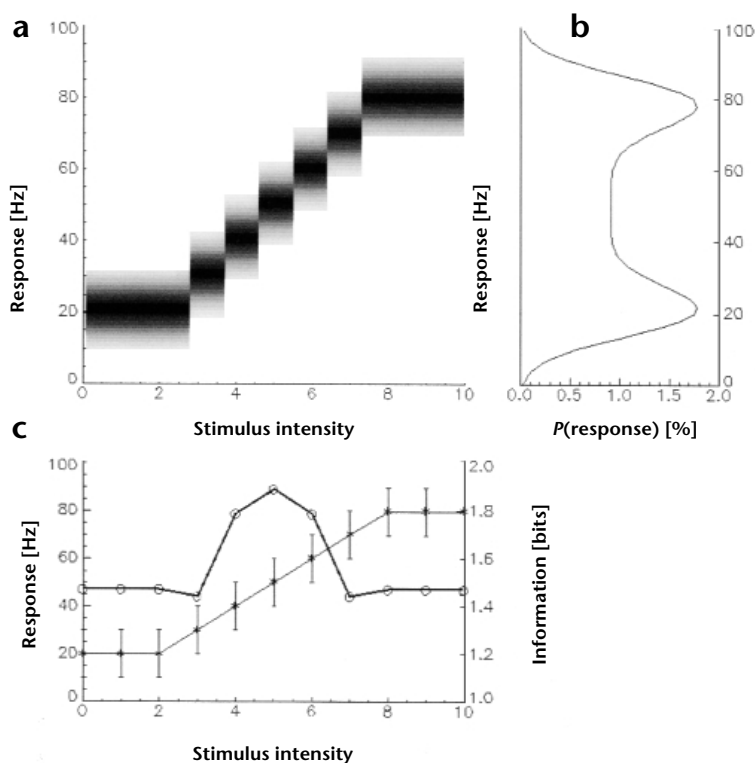 a
100
80
60
40
20
0
Response [Hz]
0 2 4 6 8 10
Stimulus intensity
b
100
80
60
40
20
0
Response [Hz]
0.0 0.5 1.0 1.5 2.0
P(response) [%]
c
100
80
60
40
20
0
Response [Hz]
2.0
1.8
1.6
1.4
1.2
1.0
Information [bits]
0 2 4 6 8 10
Stimulus intensity